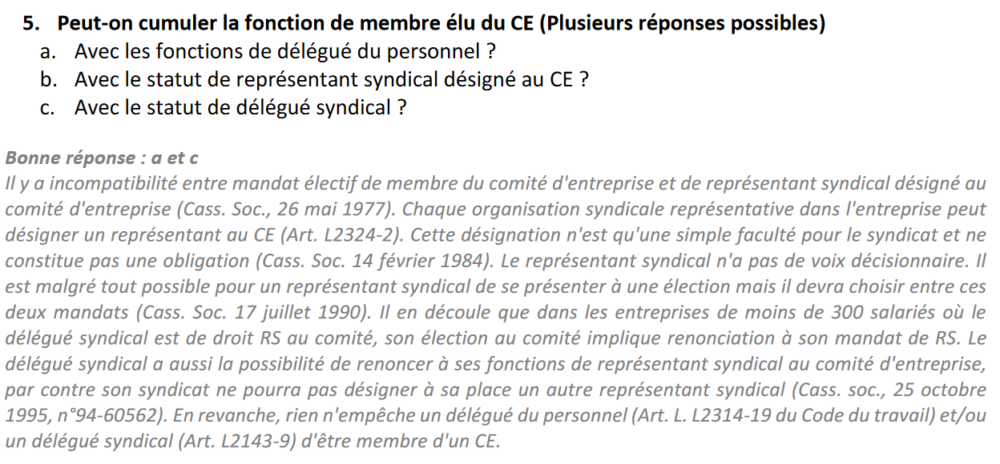 5. Peut-on cumuler la fonction de membre élu du CE (Plusieurs réponses possibles)
a. Avec les fonctions de délégué du personnel ?
b. Avec le statut de représentant syndical désigné au CE ?
c. Avec le statut de délégué syndical ?
Bonne réponse : a et c
Il y a incompatibilité entre mandat électif de membre du comité d'entreprise et de représentant syndical désigné au
comité d'entreprise (Cass. Soc., 26 mai 1977). Chaque organisation syndicale représentative dans l'entreprise peut
désigner un représentant au CE (Art. L2324-2). Cette désignation n'est qu'une simple faculté pour le syndicat et ne
constitue pas une obligation (Cass. Soc. 14 février 1984). Le représentant syndical n'a pas de voix décisionnaire. Il
est malgré tout possible pour un représentant syndical de se présenter à une élection mais il devra choisir entre ces
deux mandats (Cass. Soc. 17 juillet 1990). Il en découle que dans les entreprises de moins de 300 salariés où le
délégué syndical est de droit RS au comité, son élection au comité implique renonciation à son mandat de RS. Le
délégué syndical a aussi la possibilité de renoncer à ses fonctions de représentant syndical au comité d'entreprise,
par contre son syndicat ne pourra pas désigner à sa place un autre représentant syndical (Cass. soc., 25 octobre
1995, n°94-60562). En revanche, rien n'empêche un délégué du personnel (Art. L. L2314-19 du Code du travail) et/ou
un délégué syndical (Art. L2143-9) d'être membre d'un CE.